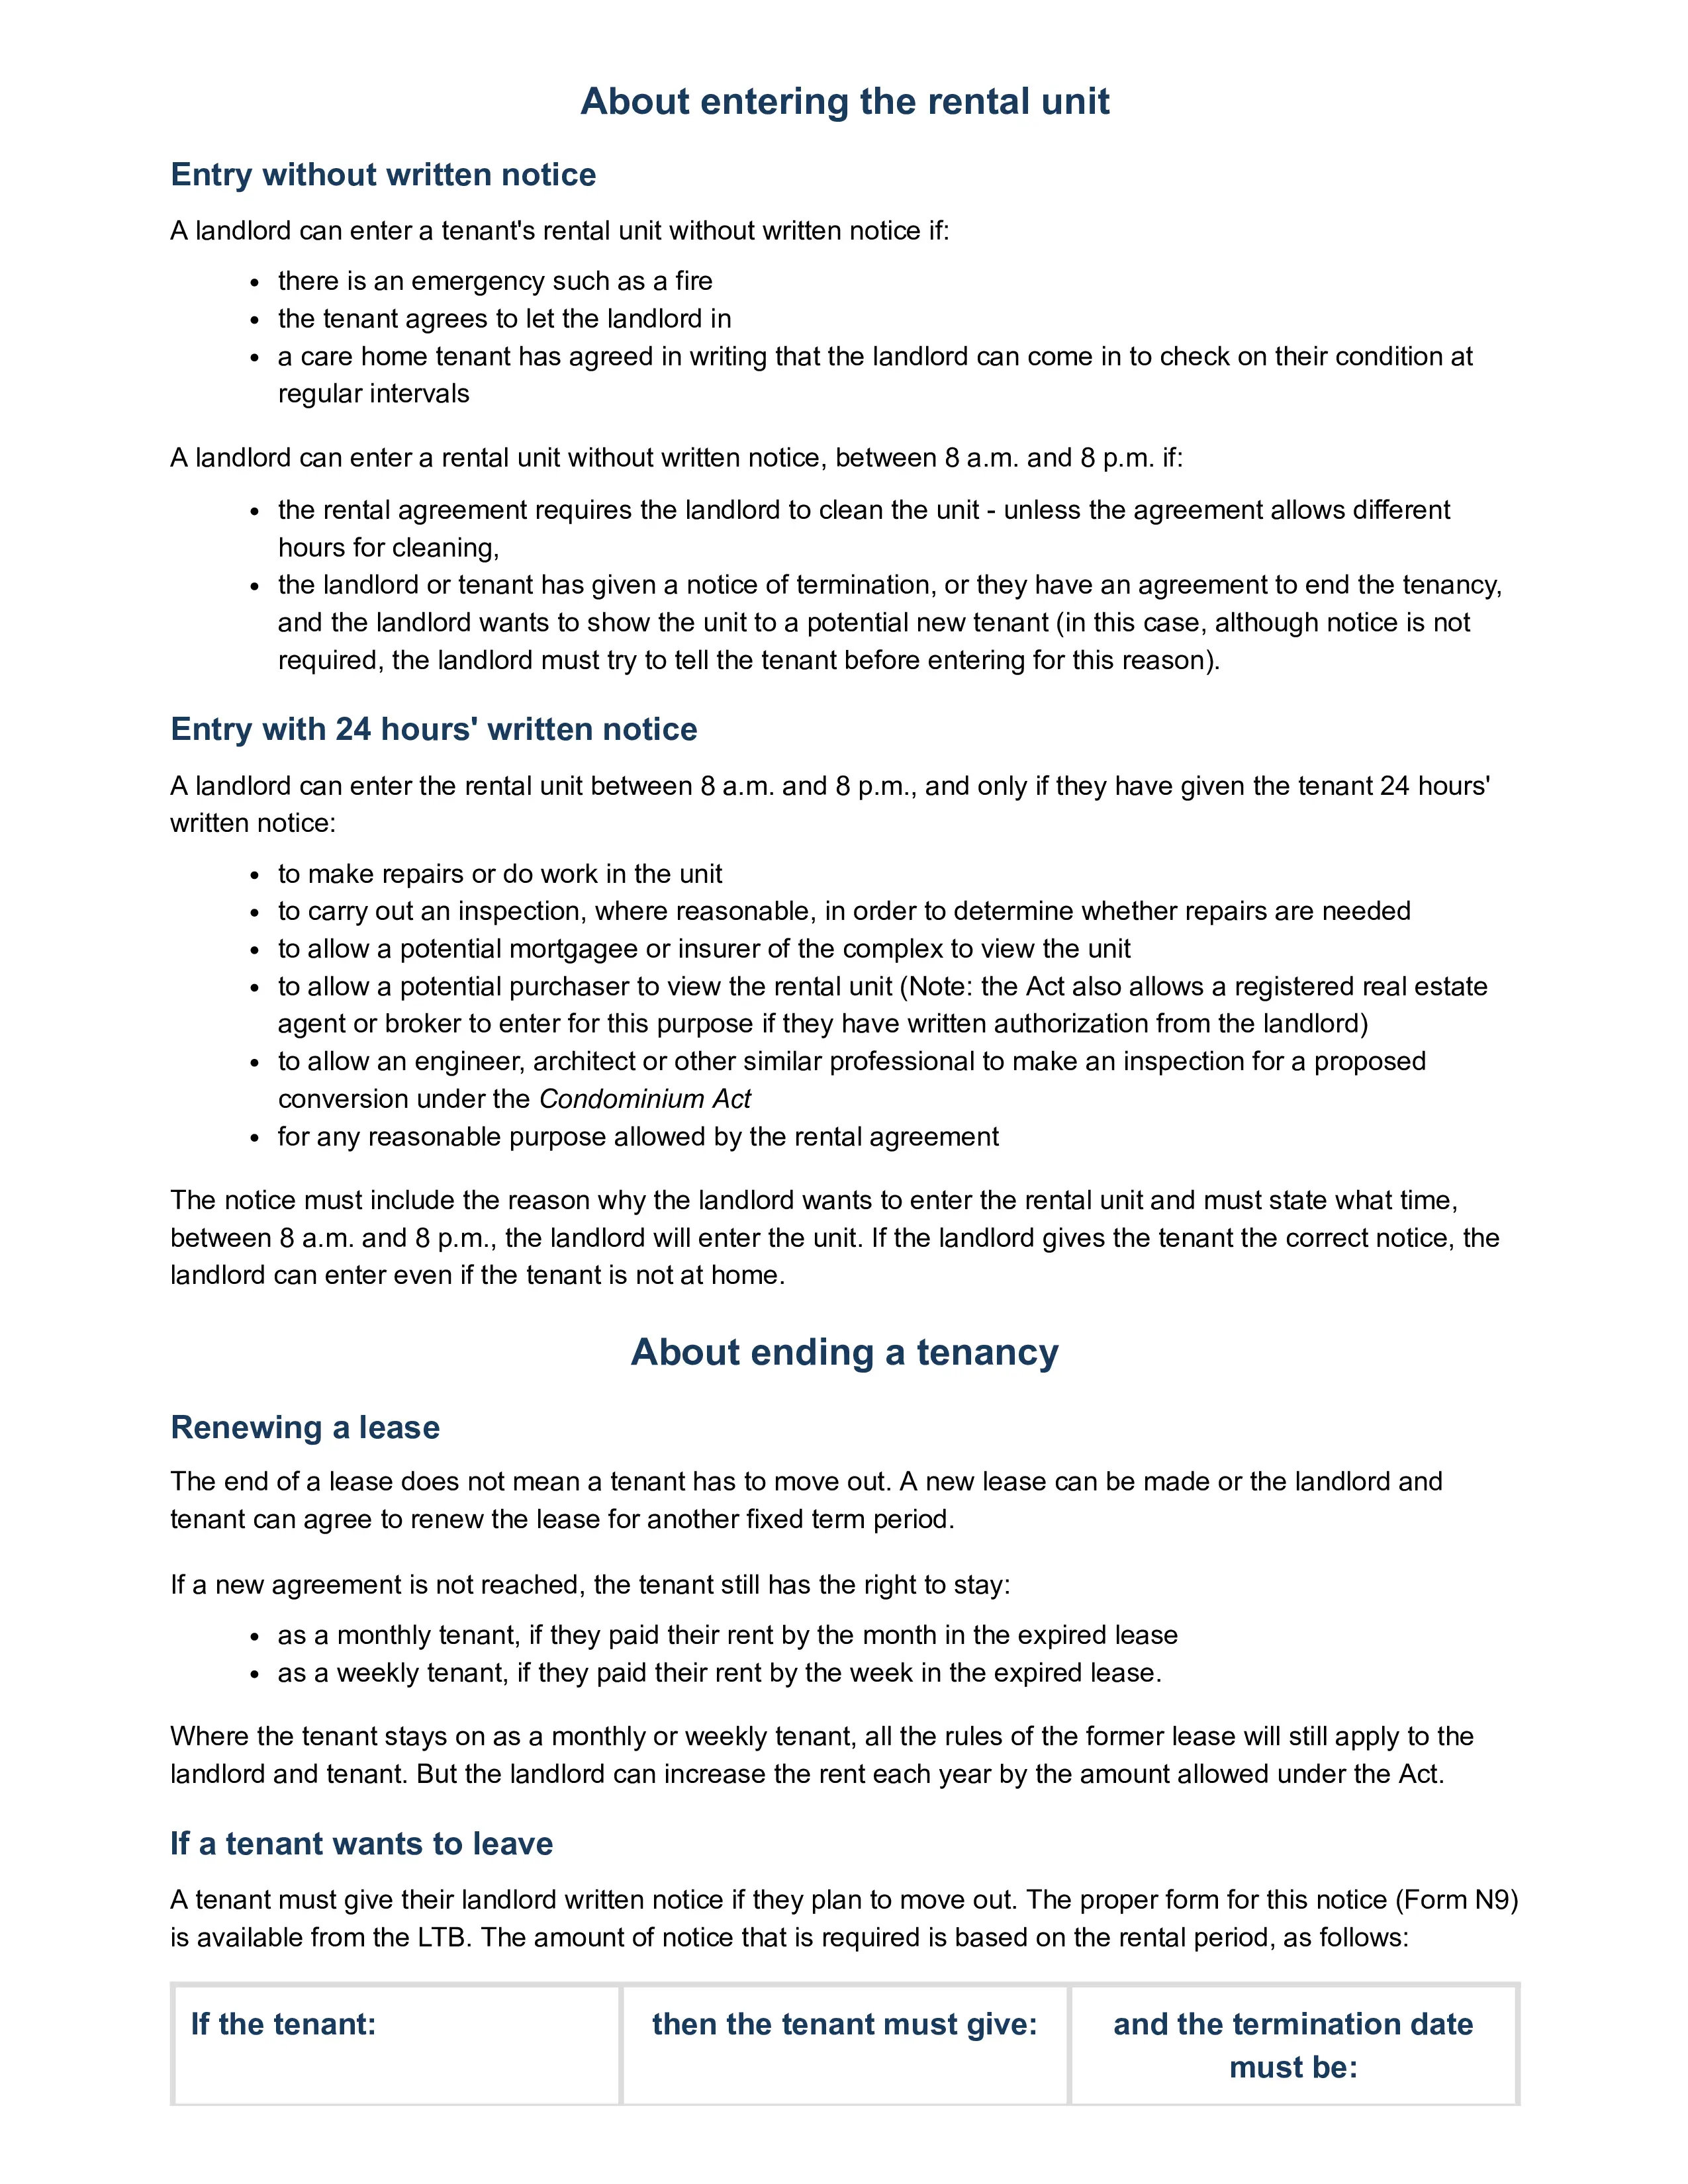 About entering the rental unit
Entry without written notice
A landlord can enter a tenant's rental unit without written notice if:
• there is an emergency such as a fire
• the tenant agrees to let the landlord in
• a care home tenant has agreed in writing that the landlord can come in to check on their condition at
regular intervals
A landlord can enter a rental unit without written notice, between 8 a.m. and 8 p.m. if:
• the rental agreement requires the landlord to clean the unit - unless the agreement allows different
hours for cleaning,
• the landlord or tenant has given a notice of termination, or they have an agreement to end the tenancy,
and the landlord wants to show the unit to a potential new tenant (in this case, although notice is not
required, the landlord must try to tell the tenant before entering for this reason).
Entry with 24 hours' written notice
A landlord can enter the rental unit between 8 a.m. and 8 p.m., and only if they have given the tenant 24 hours'
written notice:
• to make repairs or do work in the unit
• to carry out an inspection, where reasonable, in order to determine whether repairs are needed
• to allow a potential mortgagee or insurer of the complex to view the unit
• to allow a potential purchaser to view the rental unit (Note: the Act also allows a registered real estate
agent or broker to enter for this purpose if they have written authorization from the landlord)
• to allow an engineer, architect or other similar professional to make an inspection for a proposed
conversion under the Condominium Act
• for any reasonable purpose allowed by the rental agreement
The notice must include the reason why the landlord wants to enter the rental unit and must state what time,
between 8 a.m. and 8 p.m., the landlord will enter the unit. If the landlord gives the tenant the correct notice, the
landlord can enter even if the tenant is not at home.
About ending a tenancy
Renewing a lease
The end of a lease does not mean a tenant has to move out. A new lease can be made or the landlord and
tenant can agree to renew the lease for another fixed term period.
If a new agreement is not reached, the tenant still has the right to stay:
• as a monthly tenant, if they paid their rent by the month in the expired lease
• as a weekly tenant, if they paid their rent by the week in the expired lease.
Where the tenant stays on as a monthly or weekly tenant, all the rules of the former lease will still apply to the
landlord and tenant. But the landlord can increase the rent each year by the amount allowed under the Act.
If a tenant wants to leave
A tenant must give their landlord written notice if they plan to move out. The proper form for this notice (Form N9)
is available from the LTB. The amount of notice that is required is based on the rental period, as follows:
If the tenant:
then the tenant must give:
and the termination date
must be: